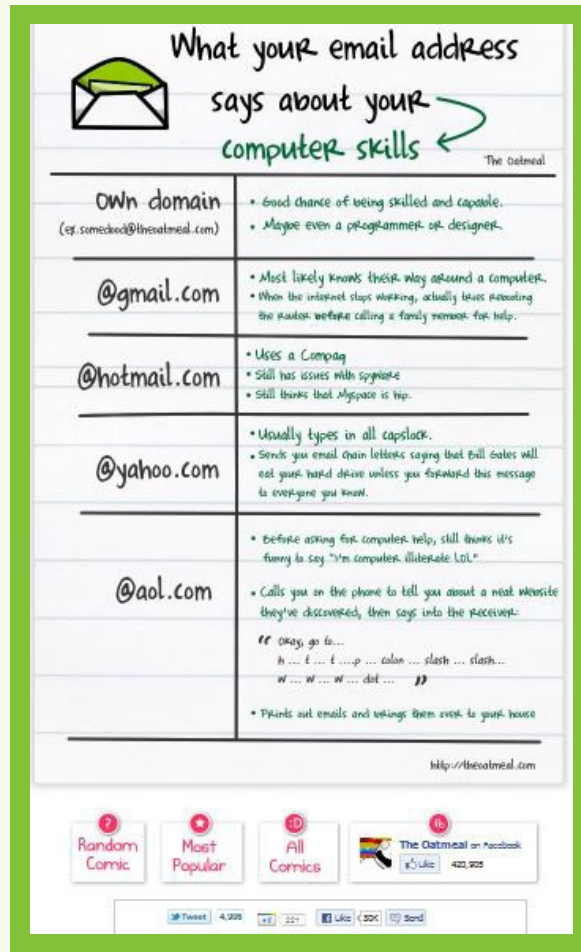 What your email address
says about your
computer skills
The Oatmeal
Own domain
(ex.somedood@theoatmeal.com)
• Good chance of being skilled and capable.
• Maybe even a programmer or designer.
@gmail.com
• Most likely knows their way around a computer.
• When the internet stops working, actually tries rebooting
the router before calling a family member for help.
@hotmail.com
• Uses a Compaq
• Still has issues with spyware
• Still thinks that Myspace is hip.
@yahoo.com
• Usually types in all capslock.
• Sends you email chain letters saying that Bill Gates will
eat your hard drive unless you forward this message
to everyone you know.
@aol.com
• Before asking for computer help, still thinks it's
funny to say "I'm computer illiterate LOL"
• Calls you on the phone to tell you about a neat website
they've discovered, then says into the receiver:
“ Okay, go to...
h ... t ... t ....p ... colon ... slash ... slash...
w ... w ... w ... dot ... ”
• Prints out emails and brings them over to your house
http://theoatmeal.com
?
Random
Comic
Most
Popular
:D
All
Comics
fb
The Oatmeal on Facebook
Like
Tweet
Like
30K
Send